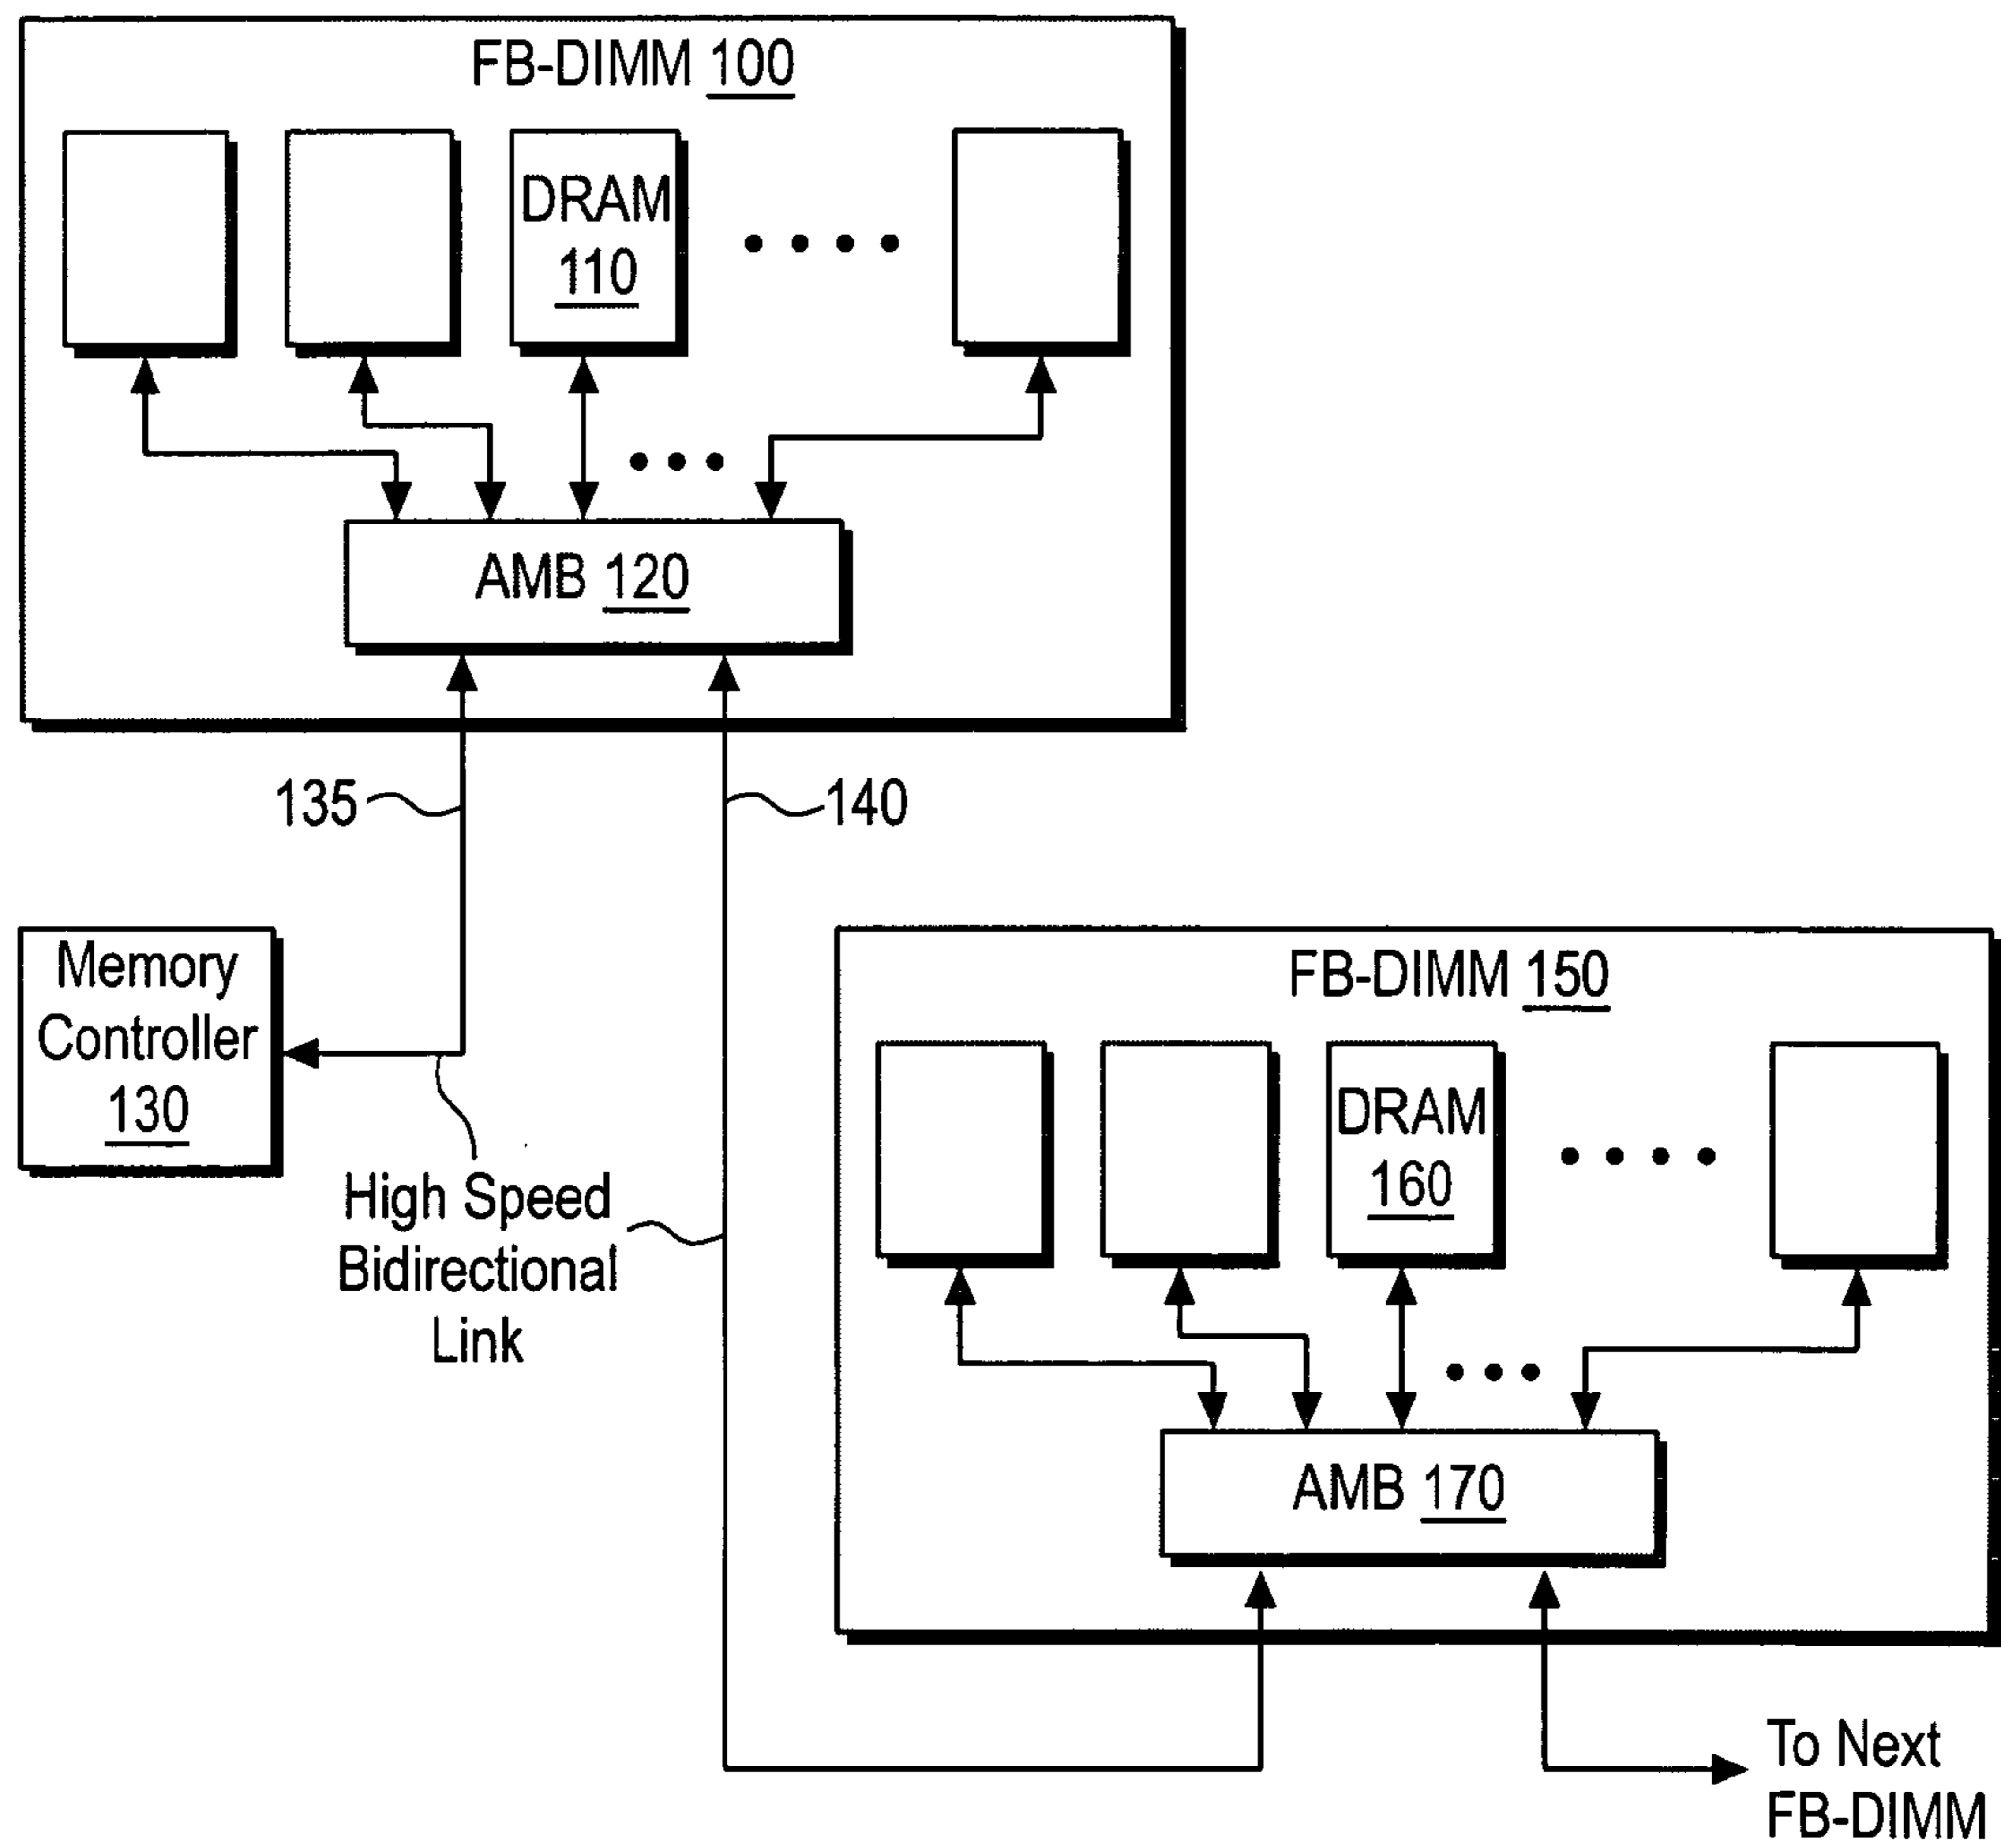 FB-DIMM 100
DRAM
110
AMB 120
135
140
Memory
Controller
130
High Speed
Bidirectional
Link
FB-DIMM 150
DRAM
160
AMB 170
To Next
FB-DIMM